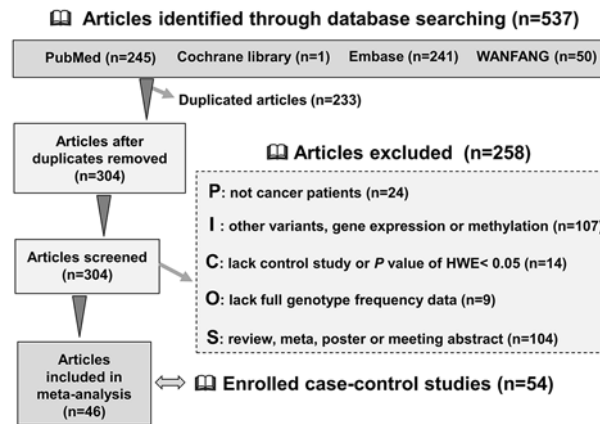 Articles identified through database searching (n=537)
PubMed (n=245) Cochrane library (n=1) Embase (n=241) WANFANG (n=50)
Duplicated articles (n=233)
Articles after
duplicates removed
(n=304)
Articles excluded (n=258)
P: not cancer patients (n=24)
I : other variants, gene expression or methylation (n=107)
C: lack control study or P value of HWE< 0.05 (n=14)
O: lack full genotype frequency data (n=9)
S: review, meta, poster or meeting abstract (n=104)
Articles screened
(n=304)
Articles
included in
meta-analysis
(n=46)
Enrolled case-control studies (n=54)